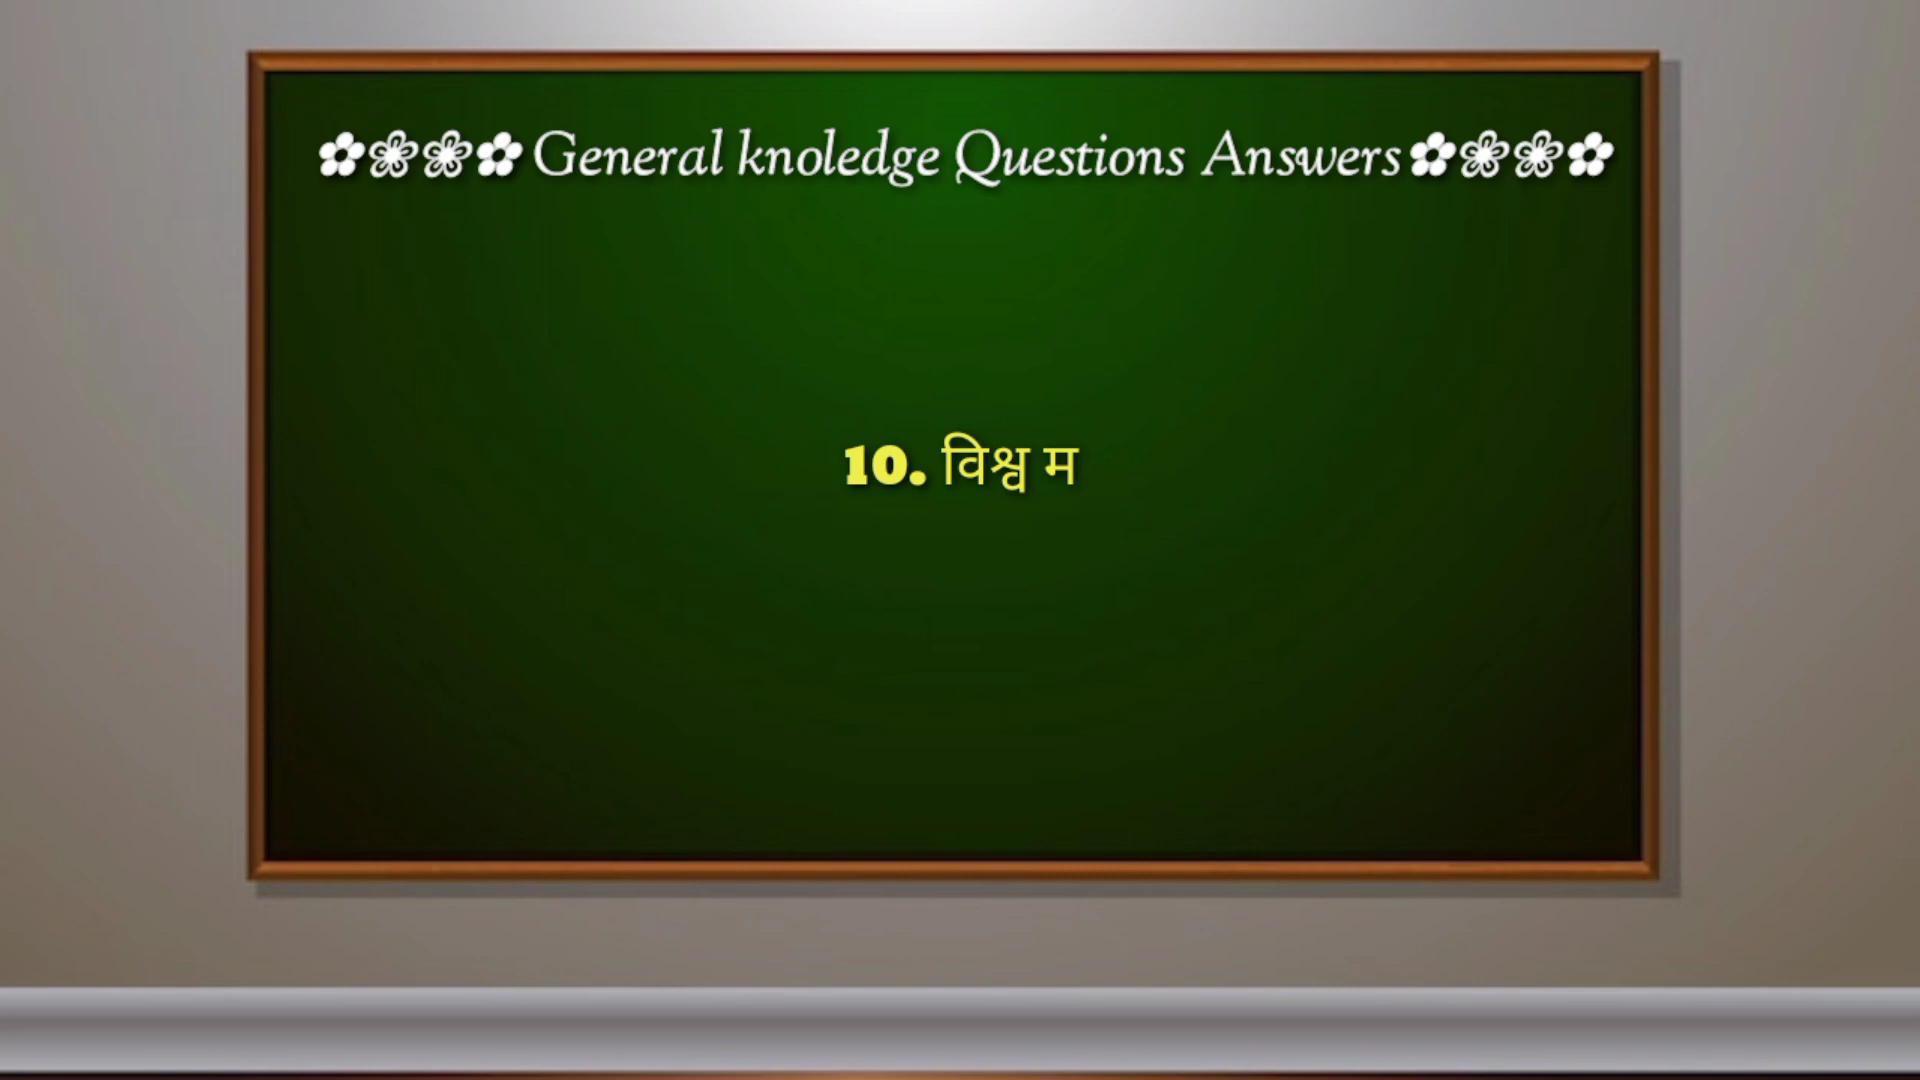 ✿❀❀✿ General knoledge Questions Answers ✿❀❀✿
10. विश्व म